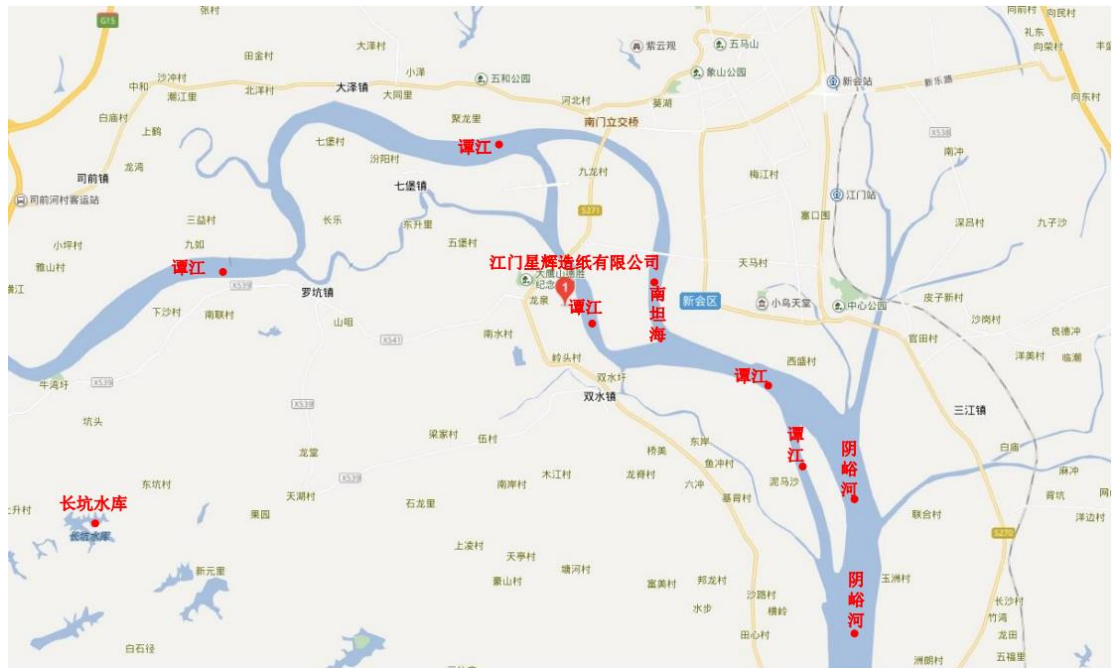 张村
G15
田金村
大泽村
紫云观
五马山
向前村
向民村
礼东
向荣村
沙冲村
小泽
五和公园
象山公园
新会站
新乐路
中和
潮江里
北洋村
大泽镇
大同里
河北村
葵湖
向东村
白庙村
上鹤
聚龙里
南门立交桥
X538
七堡村
汾阳村
谭江
南冲
龙湾
司前镇
九龙村
梅江村
七堡镇
江门站
司前河村客运站
三益村
长乐
东升里
S271
寨口围
深吕村
九子沙
小坪村
九如
五堡村
雅山村
谭江
江门星辉造纸有限公司
天马村
横江
X539
罗坑镇
纪念
1
龙泉
谭江
南坦海
新会区
小鸟天堂
中心公园
皮子新村
下沙村
南联村
山咀
南水村
沙岗村
良德冲
X541
岭头村
官田村
洋美村
临潮
牛湾圩
X539
双水圩
谭江
西盛村
X539
双水镇
三江镇
坑头
梁家村
伍村
谭江
东岸
桥美
阴峪河
白庙
龙堂
鱼冲村
东坑村
X539
木江村
龙脊村
泥马沙
麻冲
天湖村
南岸村
六冲
基背村
背坑
上升村
长坑水库
果园
石龙里
联合村
洋边村
长坑水库
S270
上凌村
天亭村
新元里
塘河村
豪山村
富美村
邦龙村
阴峪河
玉洲村
沙路村
长沙村
水步
横岭
竹湾
田心村
龙田
白石径
五福里
洲朗村